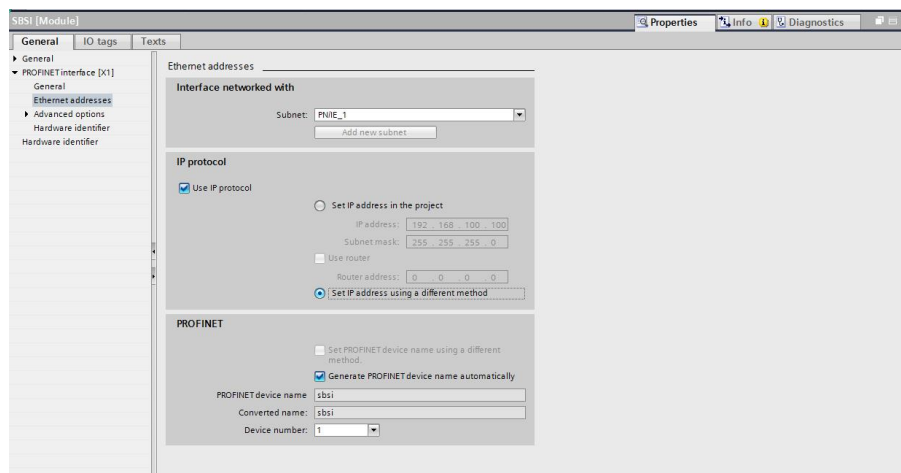 SBSI [Module]
Properties Info Diagnostics
General IO tags Texts
General
PROFINET interface [X1]
General
Ethernet addresses
Advanced options
Hardware identifier
Hardware identifier
Ethernet addresses
Interface networked with
Subnet: PN/IE_1
Add new subnet
IP protocol
Use IP protocol
Set IP address in the project
IP address: 192 . 168 . 100 . 100
Subnet mask: 255 . 255 . 255 . 0
Use router
Router address: 0 . 0 . 0 . 0
Set IP address using a different method
PROFINET
Set PROFINET device name using a different
method.
Generate PROFINET device name automatically
PROFINET device name sbsi
Converted name: sbsi
Device number: 1